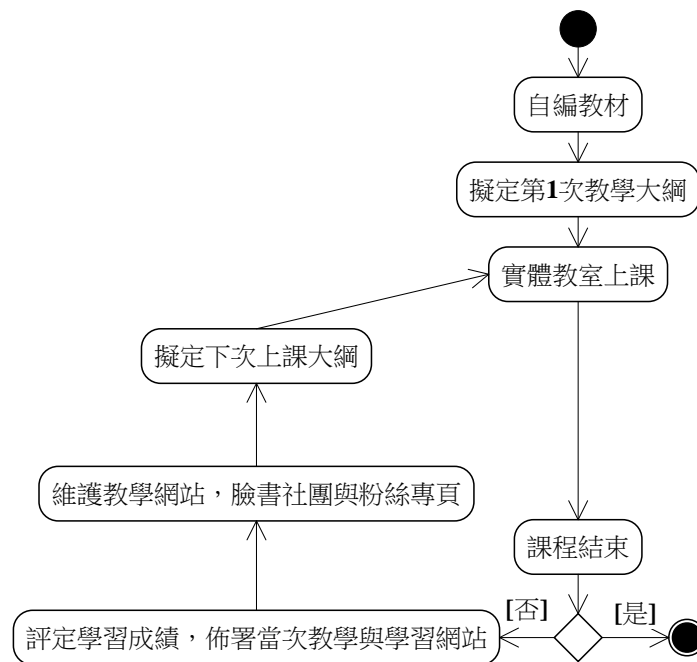 自編教材
擬定第1次教學大綱
實體教室上課
擬定下次上課大綱
維護教學網站，臉書社團與粉絲專頁
課程結束
[否]
[是]
評定學習成績，佈署當次教學與學習網站